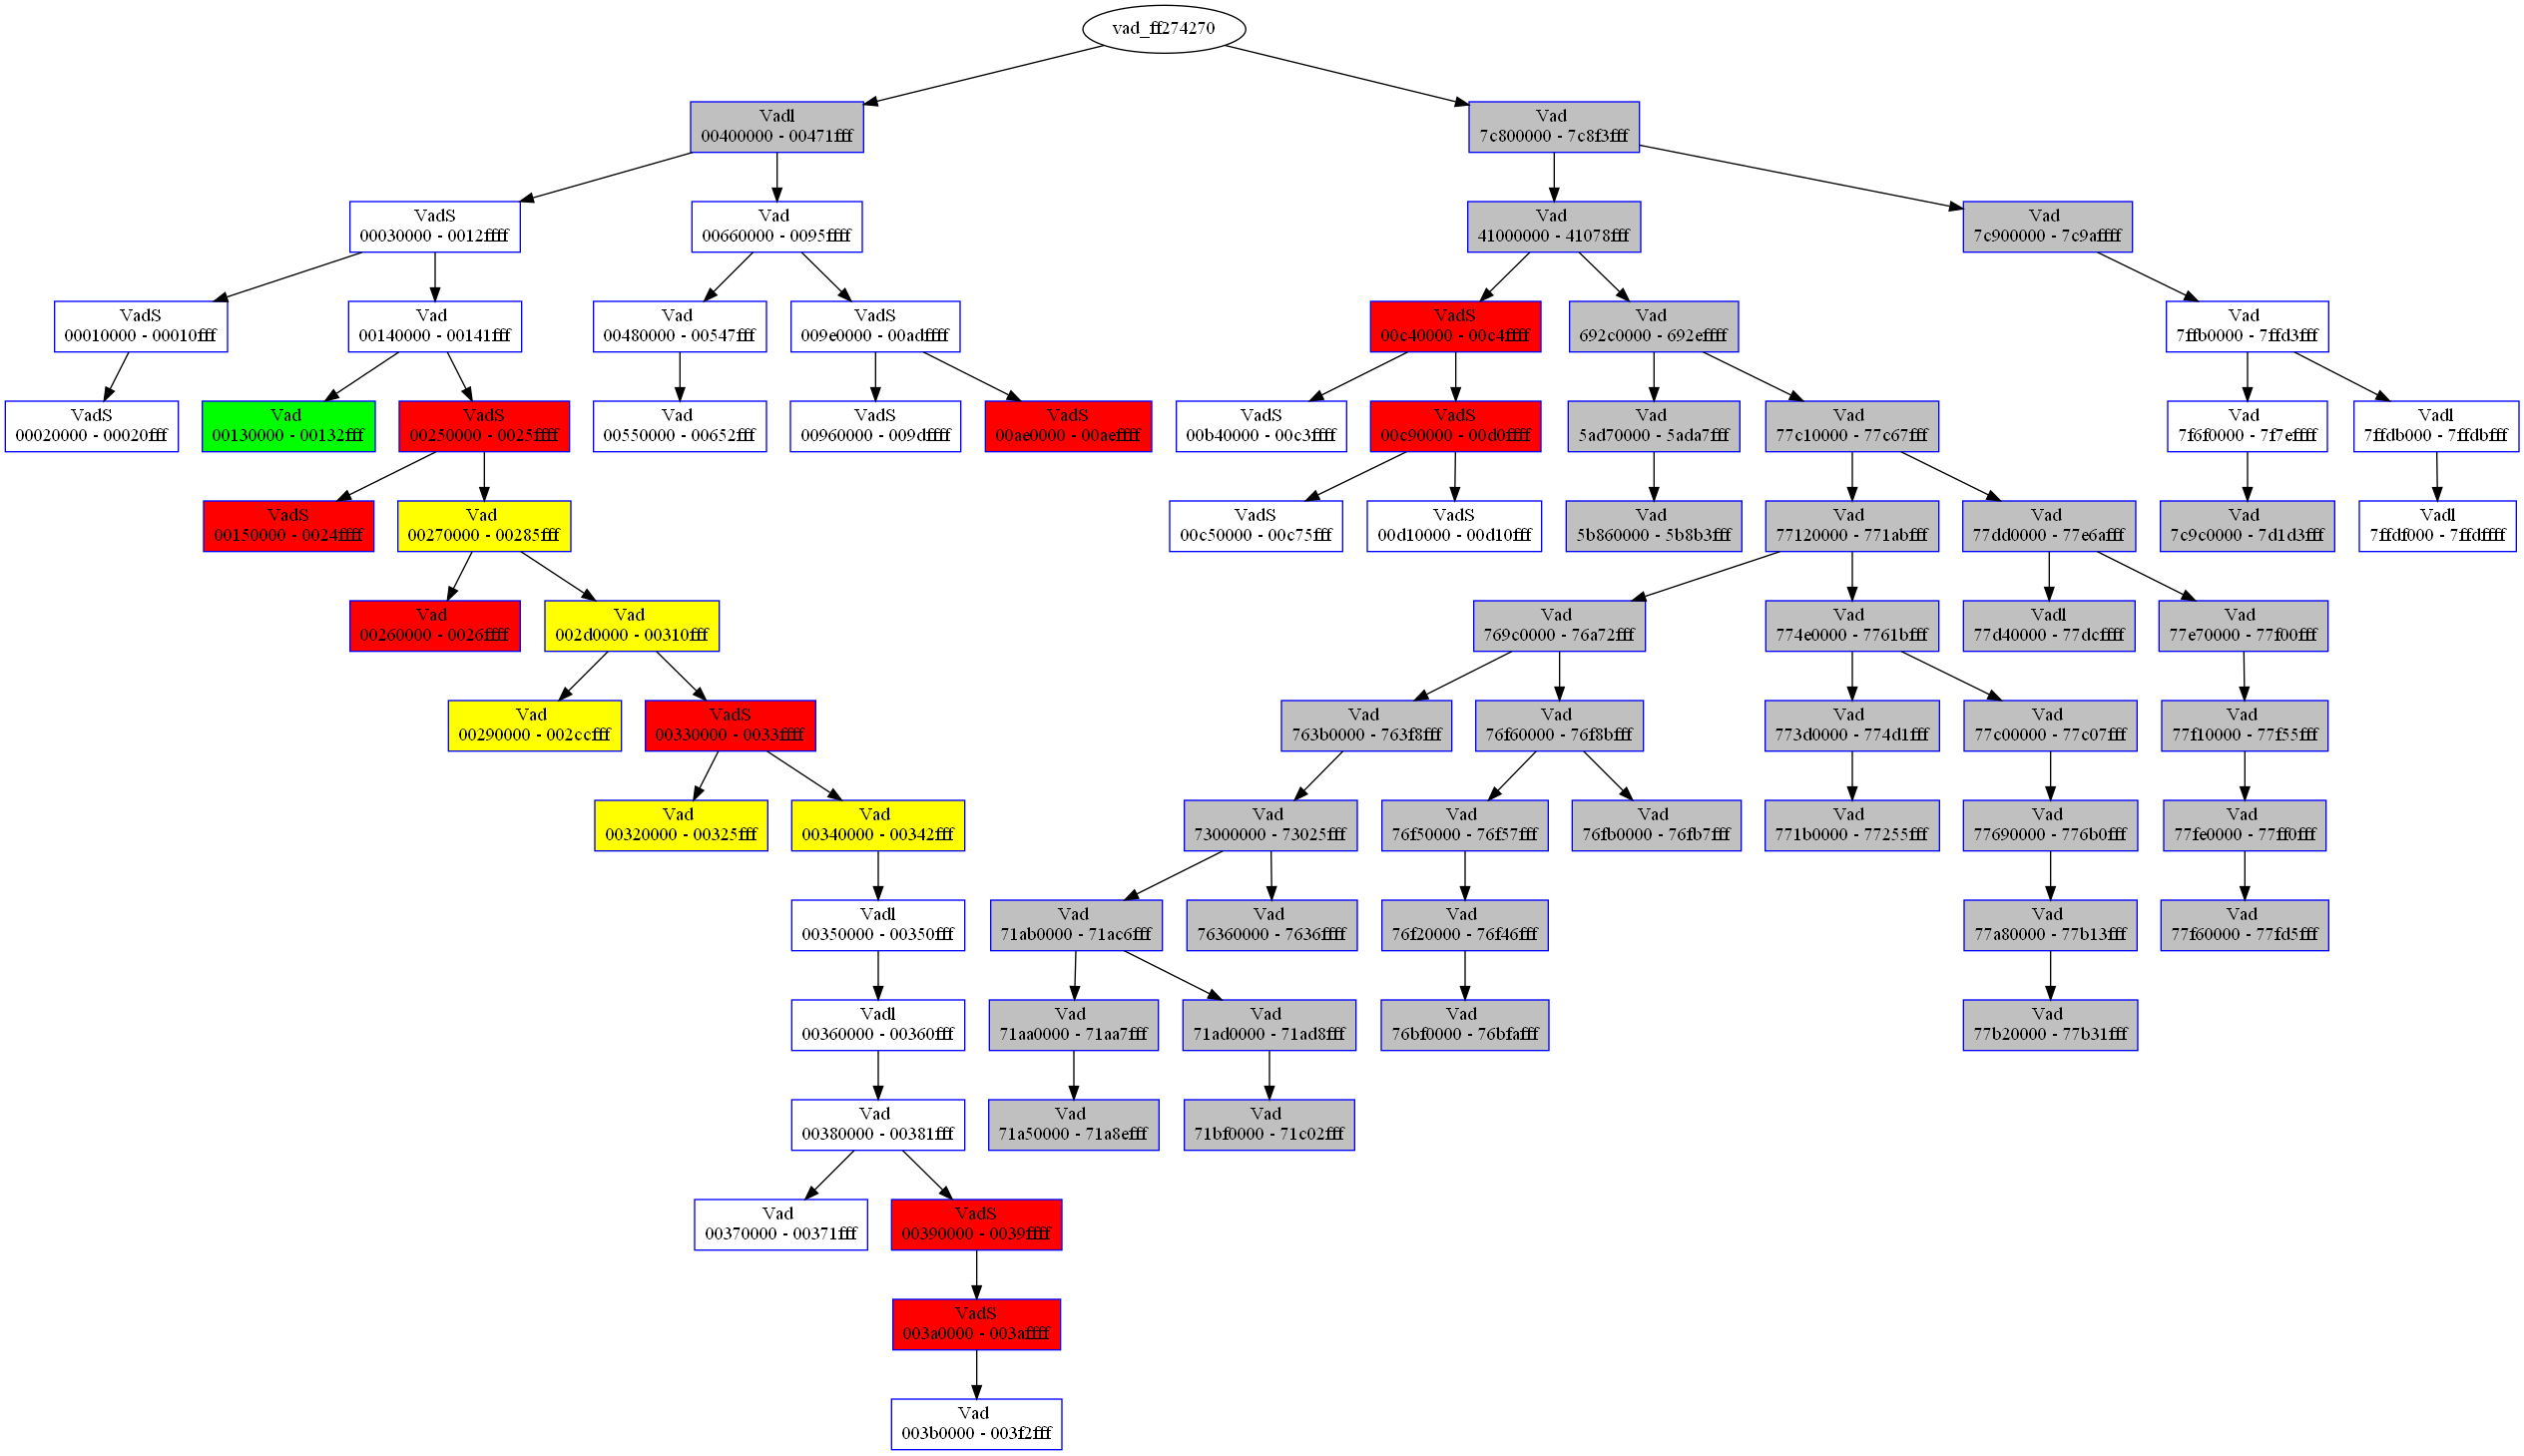 vad_ff274270
Vadl
00400000 - 00471fff
Vad
7c800000 - 7c8f3fff
VadS
00030000 - 0012ffff
Vad
00660000 - 0095ffff
Vad
41000000 - 41078fff
Vad
7c900000 - 7c9affff
VadS
00010000 - 00010fff
Vad
00140000 - 00141fff
Vad
00480000 - 00547fff
VadS
009e0000 - 00adffff
VadS
00c40000 - 00c4ffff
Vad
692c0000 - 692effff
Vad
7ffb0000 - 7ffd3fff
VadS
00020000 - 00020fff
Vad
00130000 - 00132fff
VadS
00250000 - 0025ffff
Vad
00550000 - 00652fff
VadS
00960000 - 009dffff
VadS
00ae0000 - 00aeffff
VadS
00b40000 - 00c3ffff
VadS
00c90000 - 00d0ffff
Vad
5ad70000 - 5ada7fff
Vad
77c10000 - 77c67fff
Vad
7f6f0000 - 7f7effff
Vadl
7ffdb000 - 7ffdbfff
VadS
00150000 - 0024ffff
Vad
00270000 - 00285fff
VadS
00c50000 - 00c75fff
VadS
00d10000 - 00d10fff
Vad
5b860000 - 5b8b3fff
Vad
77120000 - 771abfff
Vad
77dd0000 - 77e6afff
Vad
7c9c0000 - 7d1d3fff
Vadl
7ffdf000 - 7ffdffff
Vad
00260000 - 0026ffff
Vad
002d0000 - 00310fff
Vad
769c0000 - 76a72fff
Vad
774e0000 - 7761bfff
Vadl
77d40000 - 77dcffff
Vad
77e70000 - 77f00fff
Vad
00290000 - 002ccfff
VadS
00330000 - 0033ffff
Vad
763b0000 - 763f8fff
Vad
76f60000 - 76f8bfff
Vad
773d0000 - 774d1fff
Vad
77c00000 - 77c07fff
Vad
77f10000 - 77f55fff
Vad
00320000 - 00325fff
Vad
00340000 - 00342fff
Vad
73000000 - 73025fff
Vad
76f50000 - 76f57fff
Vad
76fb0000 - 76fb7fff
Vad
771b0000 - 77255fff
Vad
77690000 - 776b0fff
Vad
77fe0000 - 77ff0fff
Vadl
00350000 - 00350fff
Vad
71ab0000 - 71ac6fff
Vad
76360000 - 7636ffff
Vad
76f20000 - 76f46fff
Vad
77a80000 - 77b13fff
Vad
77f60000 - 77fd5fff
Vadl
00360000 - 00360fff
Vad
71aa0000 - 71aa7fff
Vad
71ad0000 - 71ad8fff
Vad
76bf0000 - 76bfafff
Vad
77b20000 - 77b31fff
Vad
00380000 - 00381fff
Vad
71a50000 - 71a8efff
Vad
71bf0000 - 71c02fff
Vad
00370000 - 00371fff
VadS
00390000 - 0039ffff
VadS
003a0000 - 003affff
Vad
003b0000 - 003f2fff